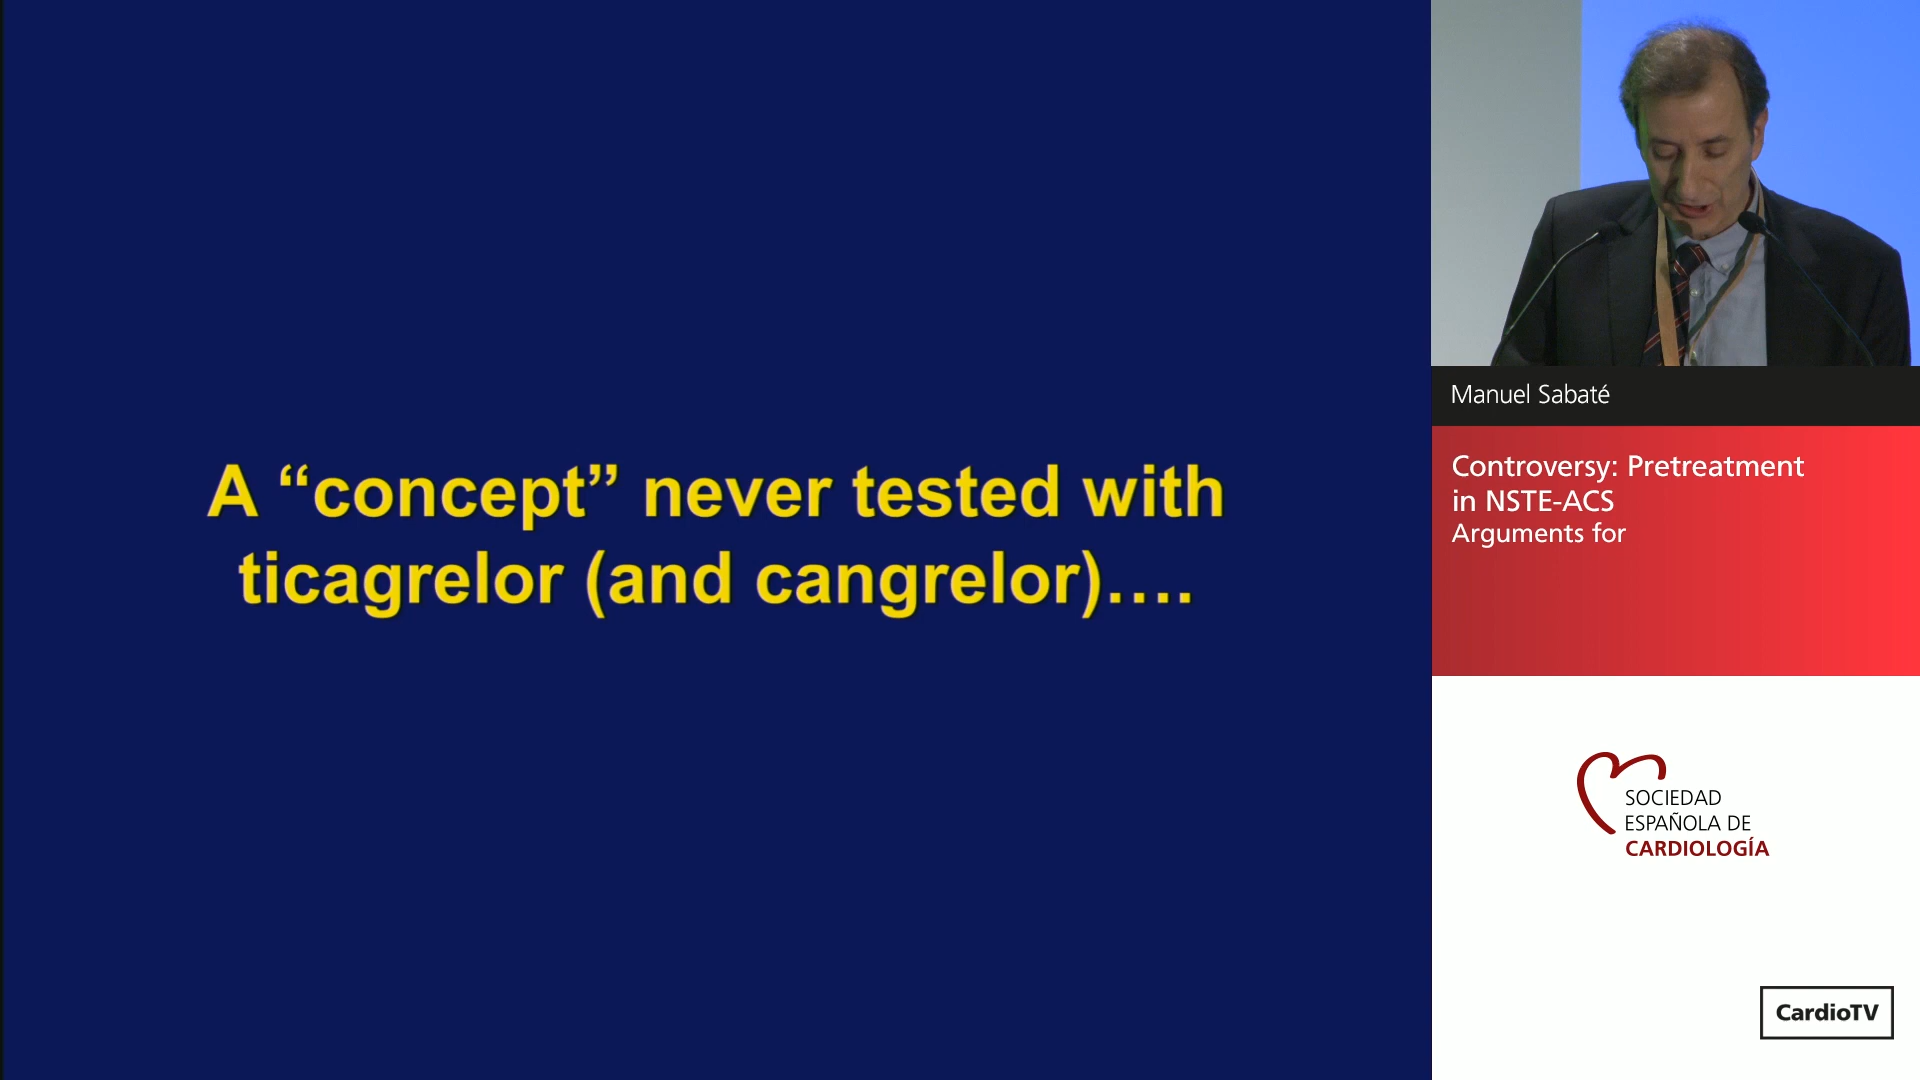 A “concept” never tested with
ticagrelor (and cangrelor)….
Manuel Sabaté
Controversy: Pretreatment
in NSTE-ACS
Arguments for
SOCIEDAD
ESPAÑOLA DE
CARDIOLOGÍA
CardioTV